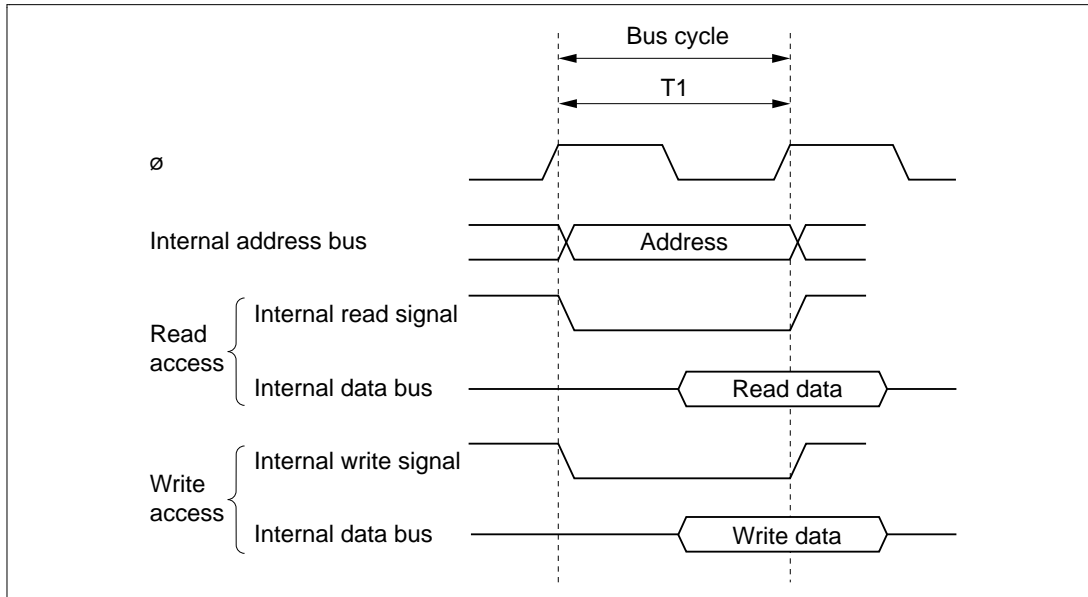 Bus cycle
T1
ø
Internal address bus
Address
Read
access
Internal read signal
Internal data bus
Read data
Write
access
Internal write signal
Internal data bus
Write data